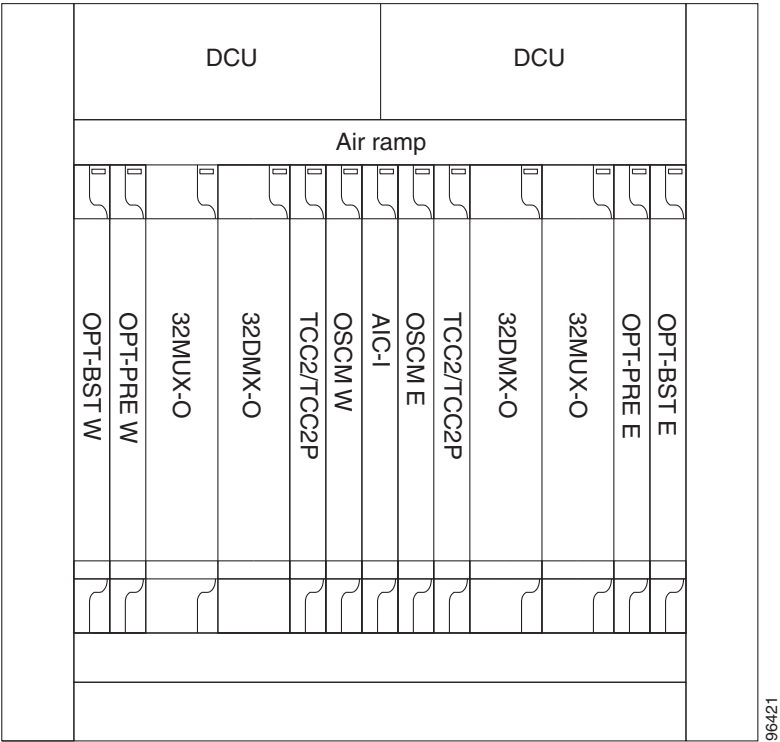 DCU
DCU
Air ramp
OPT-BST W
OPT-PRE W
32MUX-O
32DMX-O
TCC2/TCC2P
OSCM W
AIC-I
OSCM E
TCC2/TCC2P
32DMX-O
32MUX-O
OPT-PRE E
OPT-BST E
96421